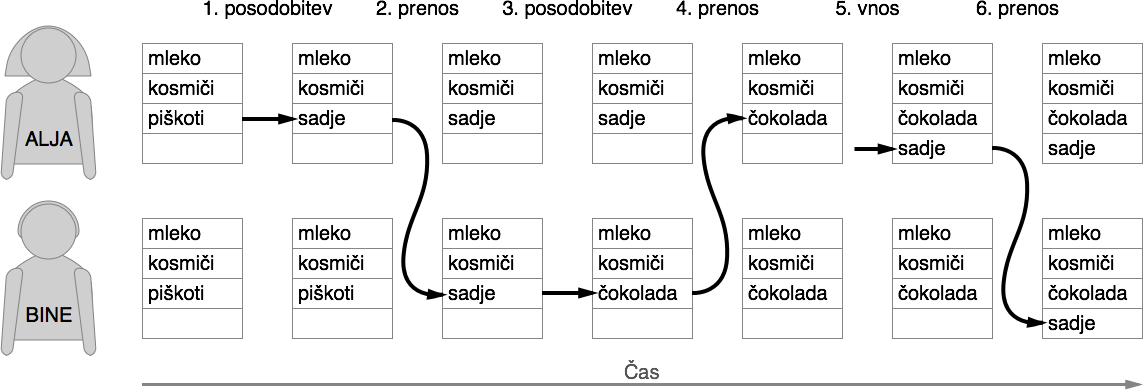 1. posodobitev 2. prenos 3. posodobitev 4. prenos 5. vnos 6. prenos
mleko mleko mleko mleko mleko mleko mleko
kosmiči kosmiči kosmiči kosmiči kosmiči kosmiči kosmiči
piškoti sadje sadje sadje čokolada čokolada čokolada
ALJA
sadje sadje
mleko mleko mleko mleko mleko mleko mleko
kosmiči kosmiči kosmiči kosmiči kosmiči kosmiči kosmiči
piškoti piškoti sadje čokolada čokolada čokolada čokolada
BINE
sadje
Čas